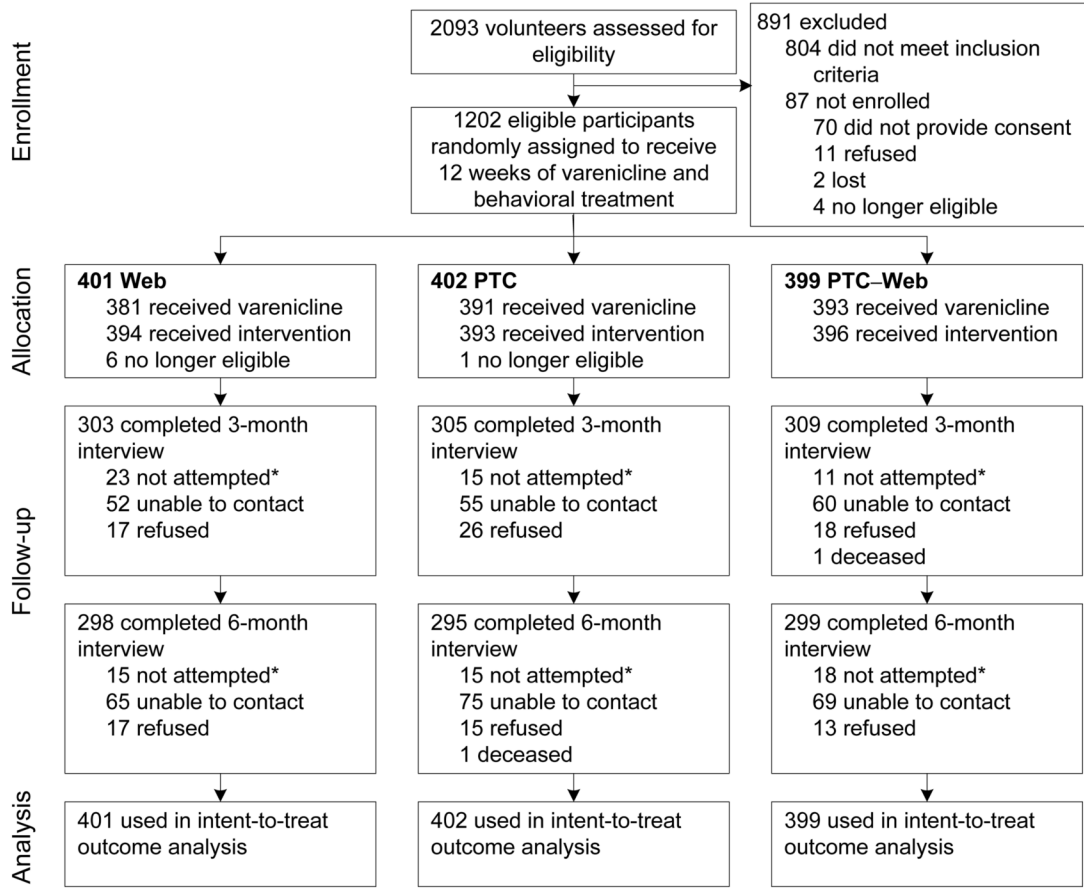 Enrollment
2093 volunteers assessed for
eligibility
891 excluded
804 did not meet inclusion
criteria
87 not enrolled
70 did not provide consent
11 refused
2 lost
4 no longer eligible
1202 eligible participants
randomly assigned to receive
12 weeks of varenicline and
behavioral treatment
Allocation
401 Web
381 received varenicline
394 received intervention
6 no longer eligible
402 PTC
391 received varenicline
393 received intervention
1 no longer eligible
399 PTC–Web
393 received varenicline
396 received intervention
Follow-up
303 completed 3-month
interview
23 not attempted*
52 unable to contact
17 refused
305 completed 3-month
interview
15 not attempted*
55 unable to contact
26 refused
309 completed 3-month
interview
11 not attempted*
60 unable to contact
18 refused
1 deceased
298 completed 6-month
interview
15 not attempted*
65 unable to contact
17 refused
295 completed 6-month
interview
15 not attempted*
75 unable to contact
15 refused
1 deceased
299 completed 6-month
interview
18 not attempted*
69 unable to contact
13 refused
Analysis
401 used in intent-to-treat
outcome analysis
402 used in intent-to-treat
outcome analysis
399 used in intent-to-treat
outcome analysis